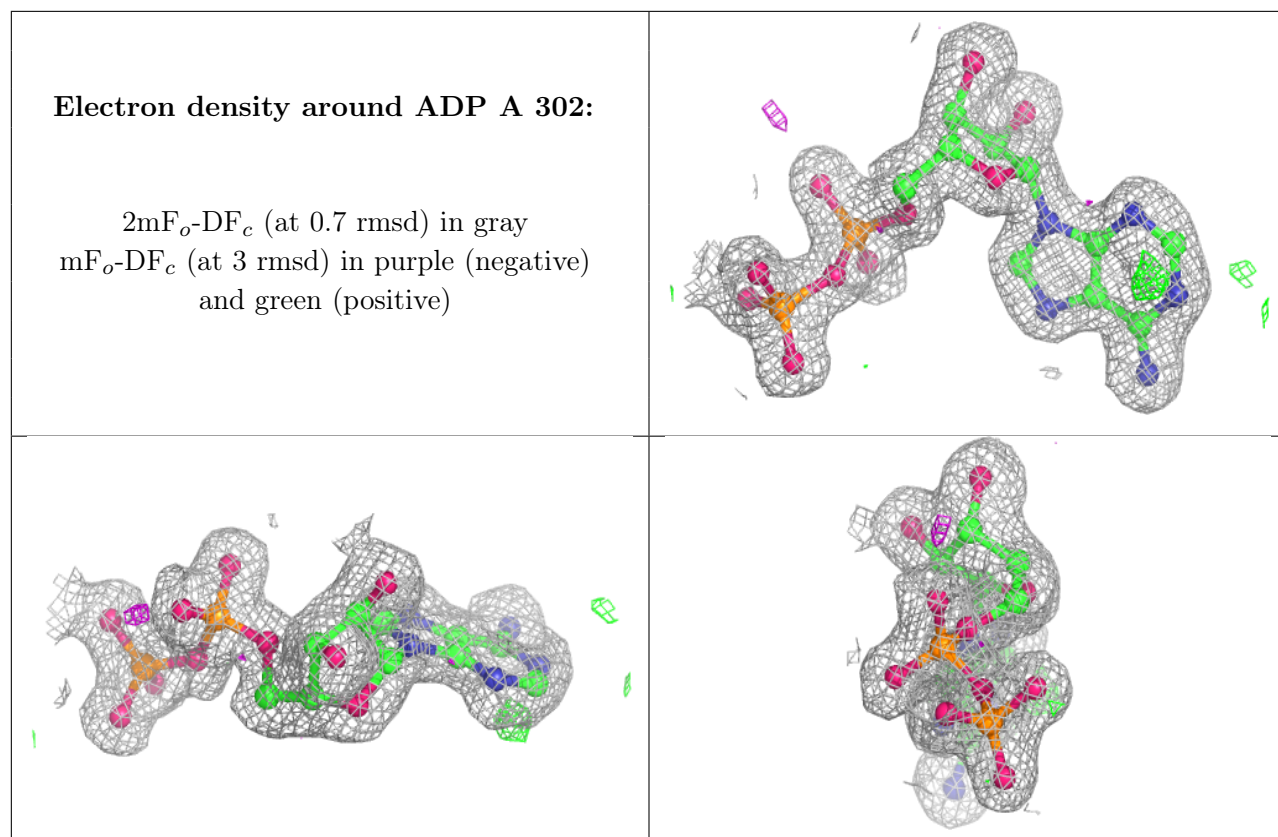 Electron density around ADP A 302:
2mFo-DFc (at 0.7 rmsd) in gray
mFo-DFc (at 3 rmsd) in purple (negative)
and green (positive)